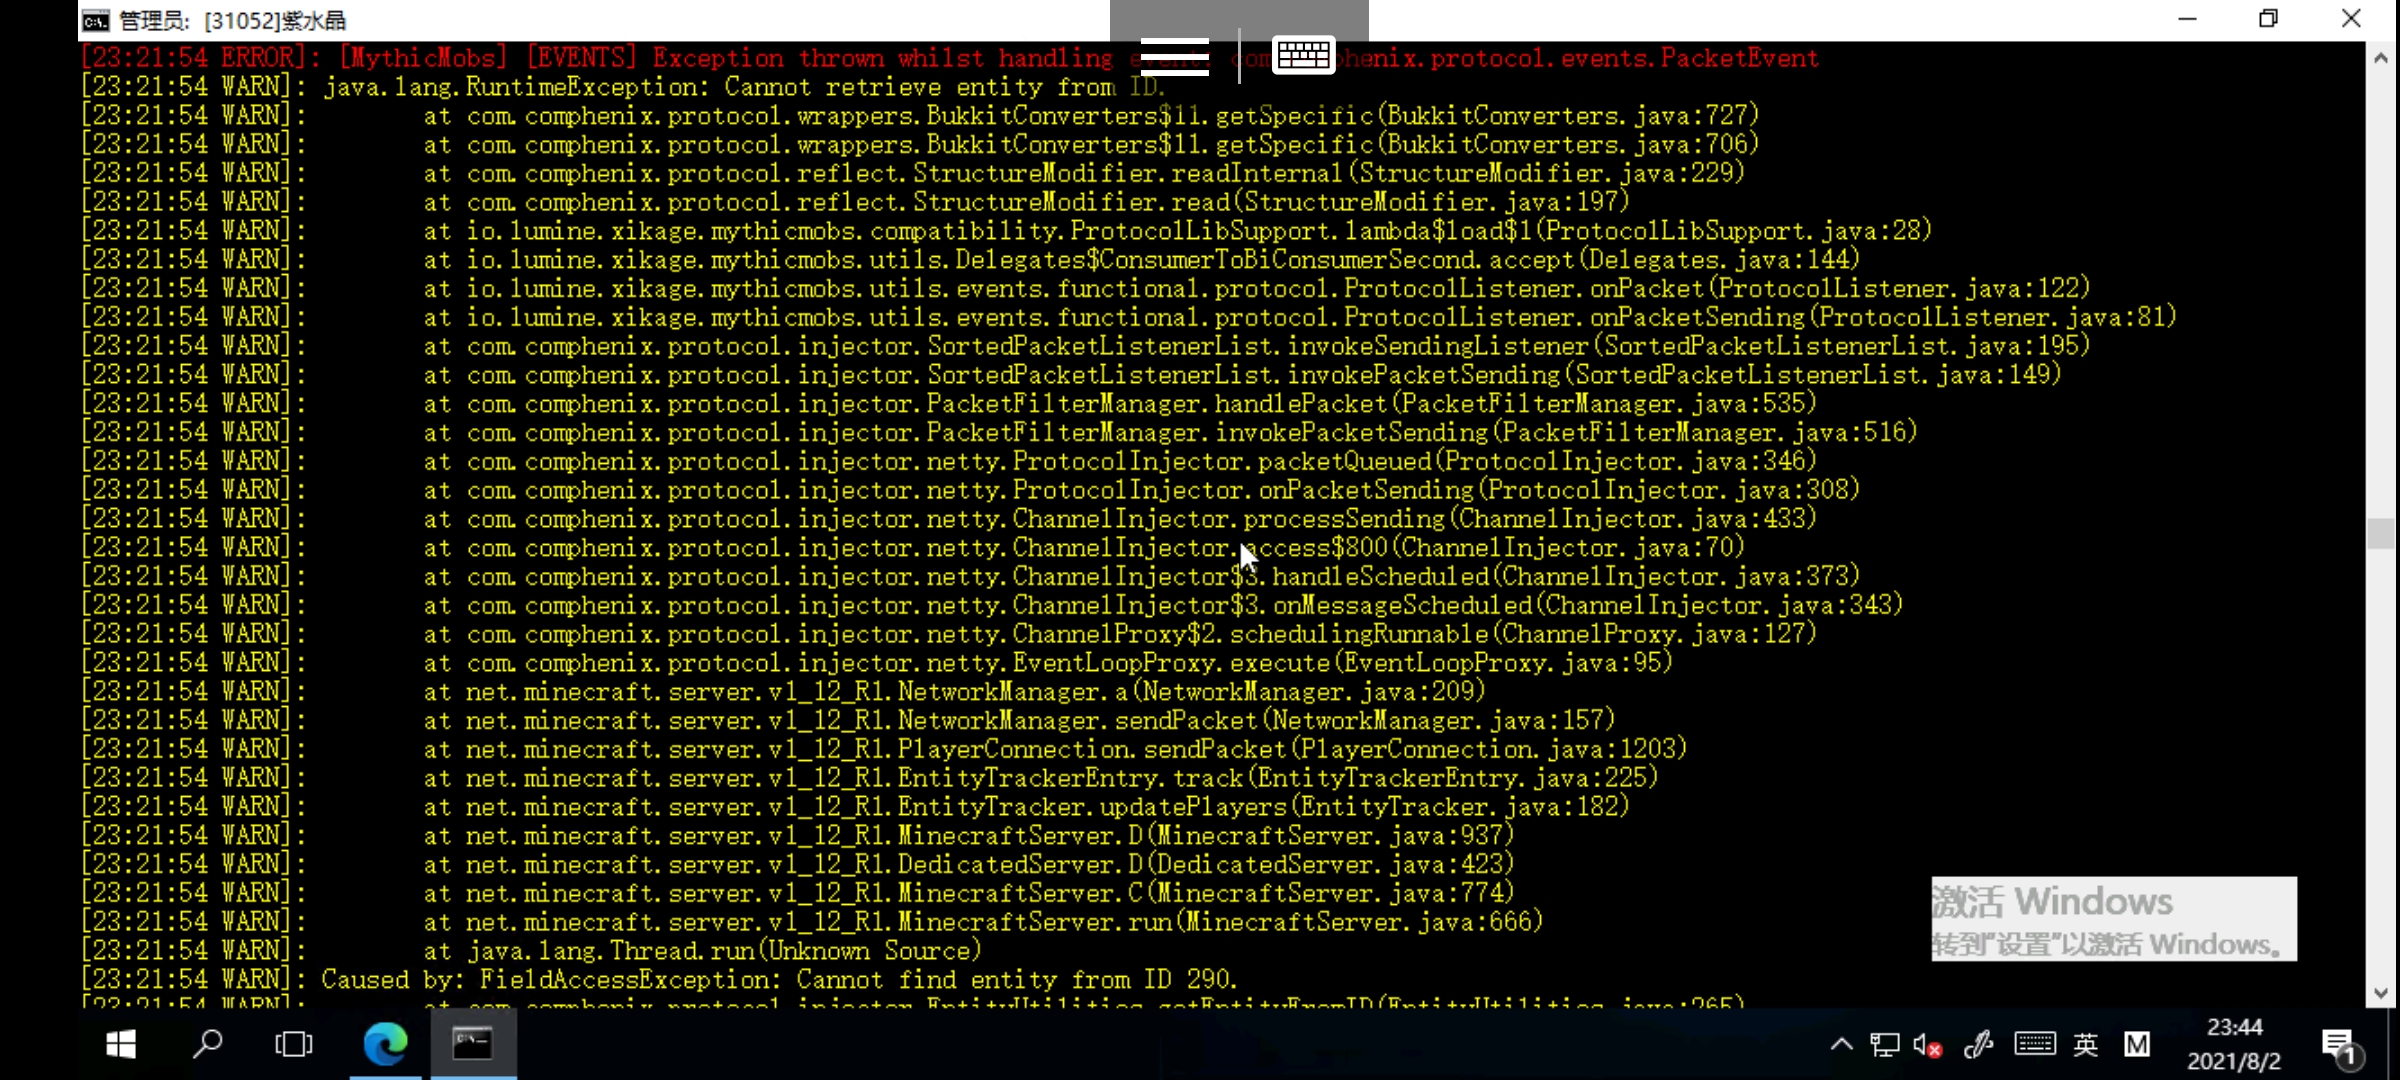 管理员: [31052]紫水晶
[23:21:54 ERROR]: [MythicMobs] [EVENTS] Exception thrown whilst handling event: com henix.protocol.events.PacketEvent
[23:21:54 WARN]: java.lang.RuntimeException: Cannot retrieve entity from ID.
[23:21:54 WARN]: at com.comphenix.protocol.wrappers.BukkitConverters$11.getSpecific(BukkitConverters.java:727)
[23:21:54 WARN]: at com.comphenix.protocol.wrappers.BukkitConverters$11.getSpecific(BukkitConverters.java:706)
[23:21:54 WARN]: at com.comphenix.protocol.reflect.StructureModifier.readInternal(StructureModifier.java:229)
[23:21:54 WARN]: at com.comphenix.protocol.reflect.StructureModifier.read(StructureModifier.java:197)
[23:21:54 WARN]: at io.lumine.xikage.mythicmobs.compatibility.ProtocolLibSupport.lambda$load$1(ProtocolLibSupport.java:28)
[23:21:54 WARN]: at io.lumine.xikage.mythicmobs.utils.Delegates$ConsumerToBiConsumerSecond.accept(Delegates.java:144)
[23:21:54 WARN]: at io.lumine.xikage.mythicmobs.utils.events.functional.protocol.ProtocolListener.onPacket(ProtocolListener.java:122)
[23:21:54 WARN]: at io.lumine.xikage.mythicmobs.utils.events.functional.protocol.ProtocolListener.onPacketSending(ProtocolListener.java:81)
[23:21:54 WARN]: at com.comphenix.protocol.injector.SortedPacketListenerList.invokeSendingListener(SortedPacketListenerList.java:195)
[23:21:54 WARN]: at com.comphenix.protocol.injector.SortedPacketListenerList.invokePacketSending(SortedPacketListenerList.java:149)
[23:21:54 WARN]: at com.comphenix.protocol.injector.PacketFilterManager.handlePacket(PacketFilterManager.java:535)
[23:21:54 WARN]: at com.comphenix.protocol.injector.PacketFilterManager.invokePacketSending(PacketFilterManager.java:516)
[23:21:54 WARN]: at com.comphenix.protocol.injector.netty.ProtocolInjector.packetQueued(ProtocolInjector.java:346)
[23:21:54 WARN]: at com.comphenix.protocol.injector.netty.ProtocolInjector.onPacketSending(ProtocolInjector.java:308)
[23:21:54 WARN]: at com.comphenix.protocol.injector.netty.ChannelInjector.processSending(ChannelInjector.java:433)
[23:21:54 WARN]: at com.comphenix.protocol.injector.netty.ChannelInjector.access$800(ChannelInjector.java:70)
[23:21:54 WARN]: at com.comphenix.protocol.injector.netty.ChannelInjector$3.handleScheduled(ChannelInjector.java:373)
[23:21:54 WARN]: at com.comphenix.protocol.injector.netty.ChannelInjector$3.onMessageScheduled(ChannelInjector.java:343)
[23:21:54 WARN]: at com.comphenix.protocol.injector.netty.ChannelProxy$2.schedulingRunnable(ChannelProxy.java:127)
[23:21:54 WARN]: at com.comphenix.protocol.injector.netty.EventLoopProxy.execute(EventLoopProxy.java:95)
[23:21:54 WARN]: at net.minecraft.server.v1_12_R1.NetworkManager.a(NetworkManager.java:209)
[23:21:54 WARN]: at net.minecraft.server.v1_12_R1.NetworkManager.sendPacket(NetworkManager.java:157)
[23:21:54 WARN]: at net.minecraft.server.v1_12_R1.PlayerConnection.sendPacket(PlayerConnection.java:1203)
[23:21:54 WARN]: at net.minecraft.server.v1_12_R1.EntityTrackerEntry.track(EntityTrackerEntry.java:225)
[23:21:54 WARN]: at net.minecraft.server.v1_12_R1.EntityTracker.updatePlayers(EntityTracker.java:182)
[23:21:54 WARN]: at net.minecraft.server.v1_12_R1.MinecraftServer.D(MinecraftServer.java:937)
[23:21:54 WARN]: at net.minecraft.server.v1_12_R1.DedicatedServer.D(DedicatedServer.java:423)
[23:21:54 WARN]: at net.minecraft.server.v1_12_R1.MinecraftServer.C(MinecraftServer.java:774)
[23:21:54 WARN]: at net.minecraft.server.v1_12_R1.MinecraftServer.run(MinecraftServer.java:666)
[23:21:54 WARN]: at java.lang.Thread.run(Unknown Source)
[23:21:54 WARN]: Caused by: FieldAccessException: Cannot find entity from ID 290.
[23:21:54 WARN]: at com.comphenix.protocol.injector.EntityUtilities.getEntityFromID(EntityUtilities.java:265)
激活 Windows
转到"设置"以激活 Windows。
英
M
23:44
2021/8/2
1